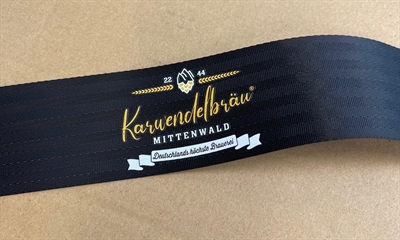 22 44
Karwendelbräu®
MITTENWALD
Deutschlands höchste Brauerei